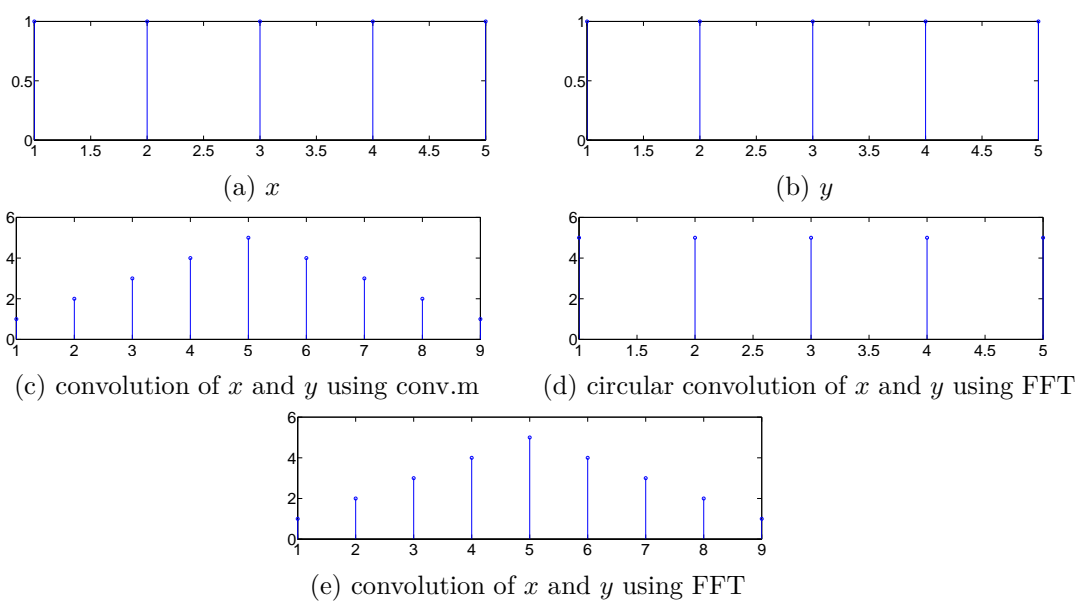 1
0.5
0
1 1.5 2 2.5 3 3.5 4 4.5 5
(a) x
1
0.5
0
1 1.5 2 2.5 3 3.5 4 4.5 5
(b) y
6
4
2
0
1 2 3 4 5 6 7 8 9
(c) convolution of x and y using conv.m
6
4
2
0
1 1.5 2 2.5 3 3.5 4 4.5 5
(d) circular convolution of x and y using FFT
6
4
2
0
1 2 3 4 5 6 7 8 9
(e) convolution of x and y using FFT